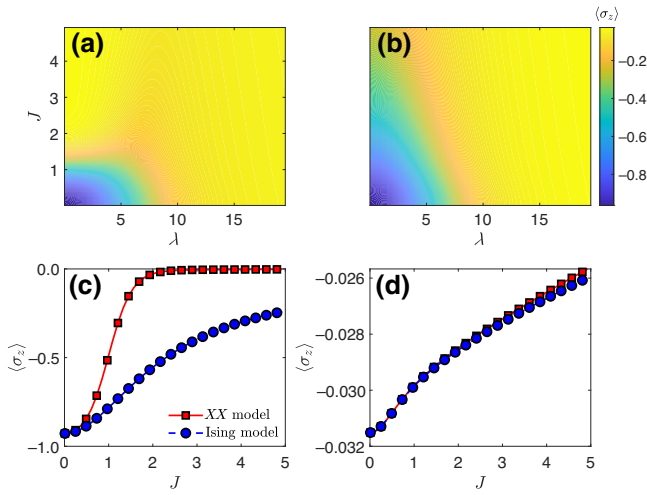 ⟨σz⟩
(a)
(b)
4
3
2
1
J
5 10 15
λ
5 10 15
λ
−0.2
−0.4
−0.6
−0.8
(c)
(d)
0.0
−0.5
−1.0
⟨σz⟩
XX model
Ising model
0 1 2 3 4 5
J
−0.026
−0.028
−0.030
−0.032
⟨σz⟩
0 1 2 3 4 5
J